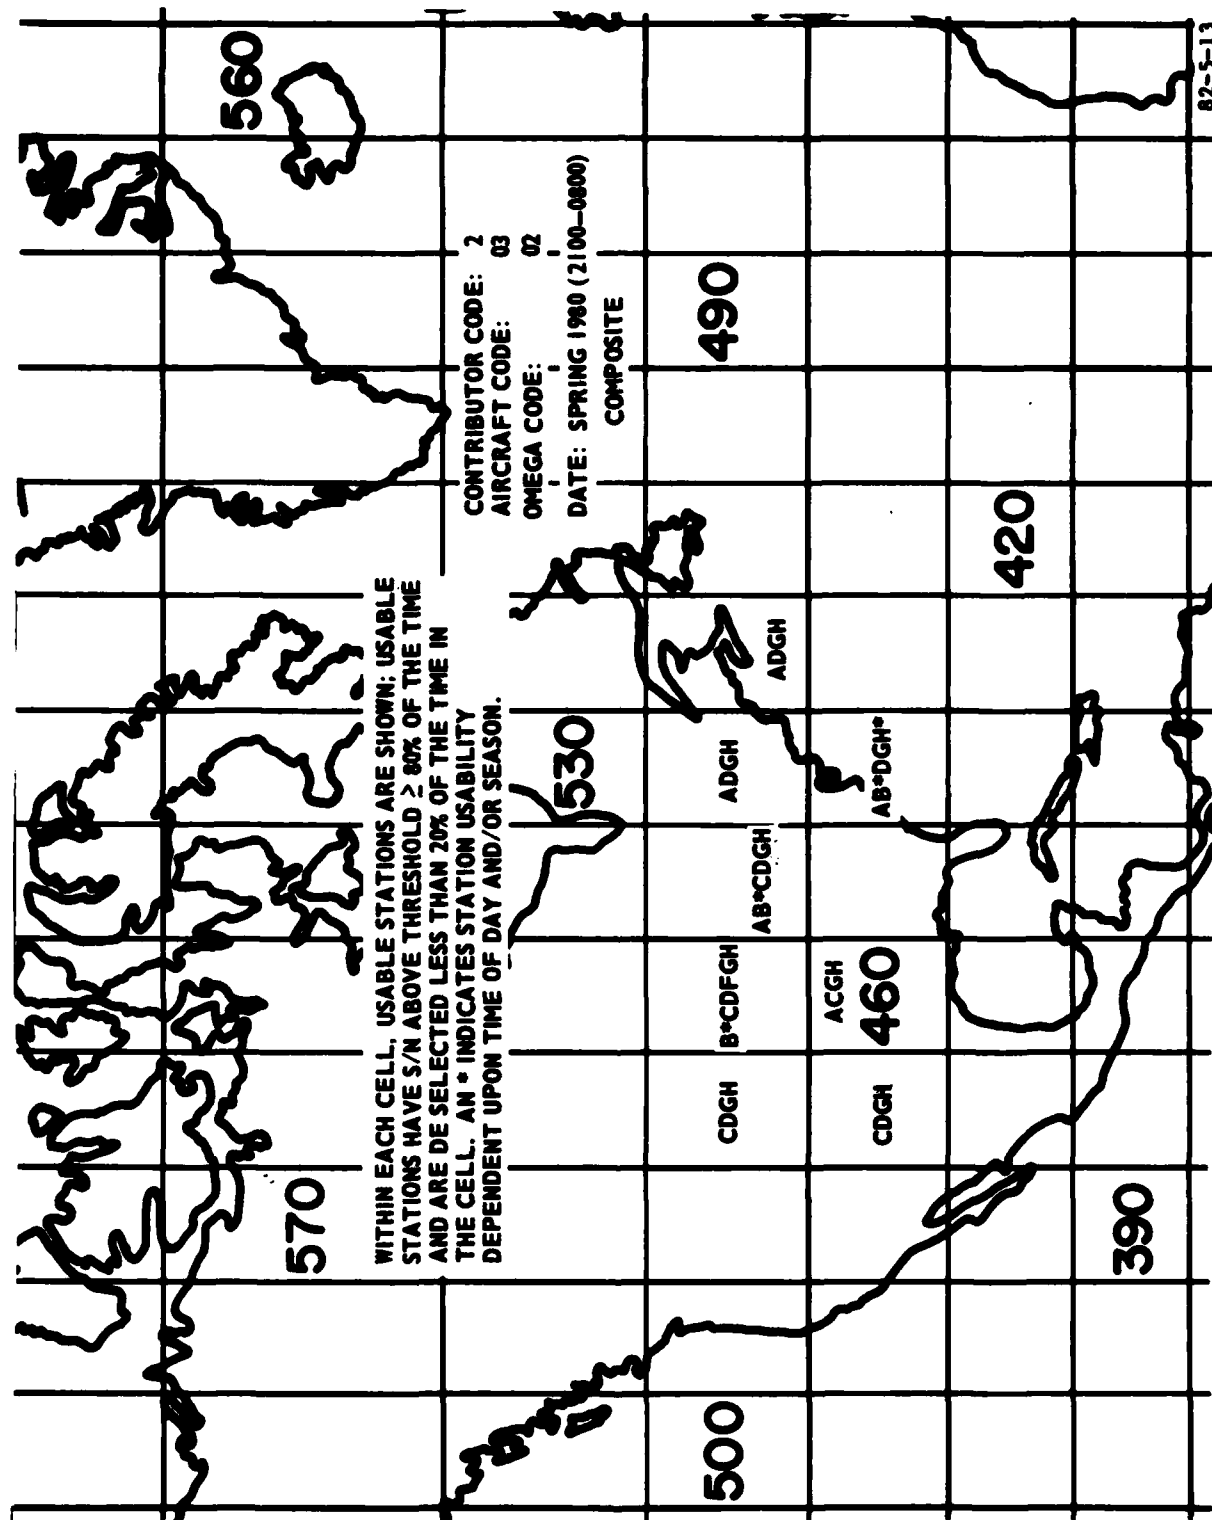 WITHIN EACH CELL, USABLE STATIONS ARE SHOWN; USABLE
STATIONS HAVE S/N ABOVE THRESHOLD ≥ 80% OF THE TIME
AND ARE DE SELECTED LESS THAN 20% OF THE TIME IN
THE CELL. AN * INDICATES STATION USABILITY
DEPENDENT UPON TIME OF DAY AND/OR SEASON.
CONTRIBUTOR CODE: 2
AIRCRAFT CODE: 03
OMEGA CODE: 02
DATE: SPRING 1980 (2100-0800)
COMPOSITE
560
570
530
500
490
CDGH
B*CDFGH
AB*CDGH
ADGH
ADGH
CDGH
ACGH
460
AB*DGH*
420
390
82-5-13